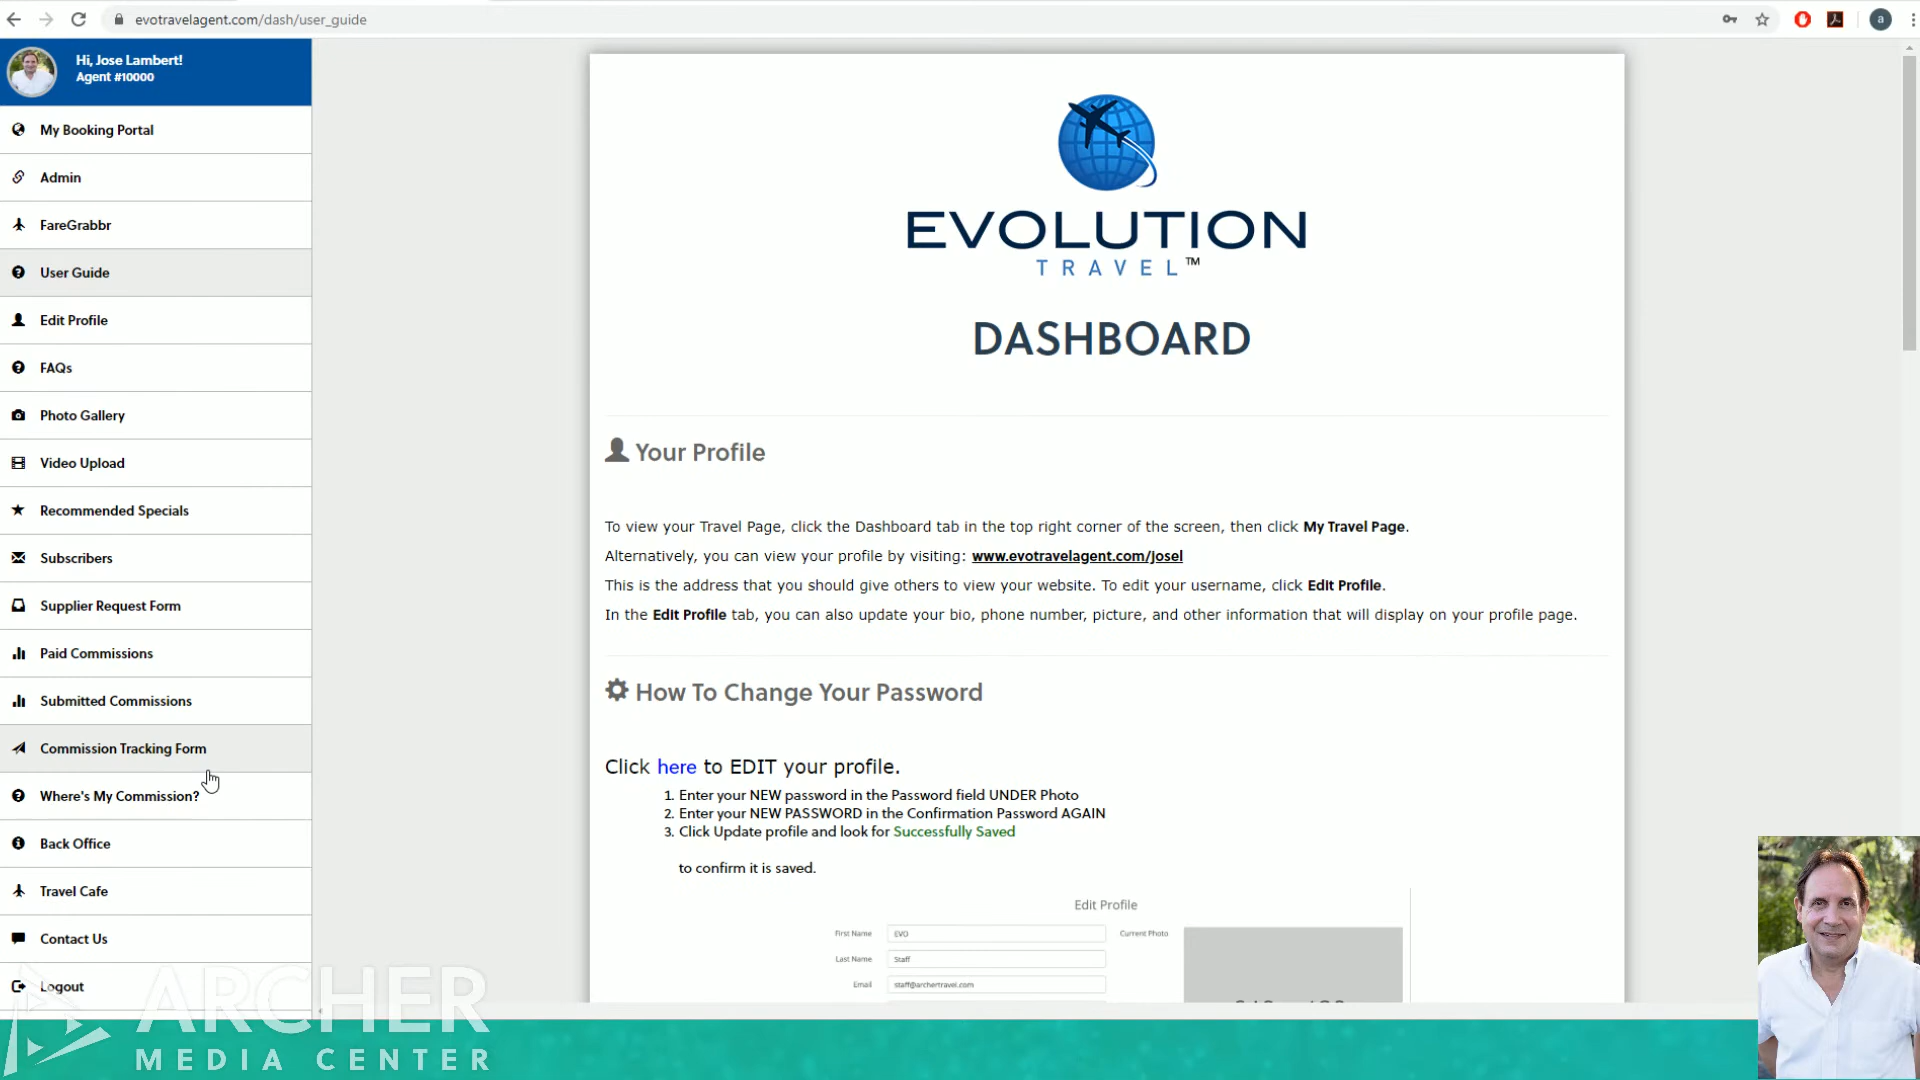 evotravelagent.com/dash/user_guide
a
Hi, Jose Lambert!
Agent #10000
My Booking Portal
Admin
FareGrabbr
User Guide
Edit Profile
FAQs
Photo Gallery
Video Upload
Recommended Specials
Subscribers
Supplier Request Form
Paid Commissions
Submitted Commissions
Commission Tracking Form
Where's My Commission?
Back Office
Travel Cafe
Contact Us
Logout
EVOLUTION
TRAVEL™
DASHBOARD
Your Profile
To view your Travel Page, click the Dashboard tab in the top right corner of the screen, then click My Travel Page.
Alternatively, you can view your profile by visiting: www.evotravelagent.com/josel
This is the address that you should give others to view your website. To edit your username, click Edit Profile.
In the Edit Profile tab, you can also update your bio, phone number, picture, and other information that will display on your profile page.
How To Change Your Password
Click here to EDIT your profile.
1. Enter your NEW password in the Password field UNDER Photo
2. Enter your NEW PASSWORD in the Confirmation Password AGAIN
3. Click Update profile and look for Successfully Saved
to confirm it is saved.
Edit Profile
First Name EVO Current Photo
Last Name Staff
Email staff@archertravel.com
ARCHER
MEDIA CENTER